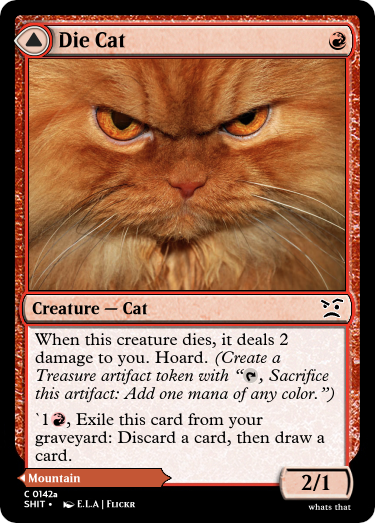 Die Cat
Creature — Cat
When this creature dies, it deals 2
damage to you. Hoard. (Create a
Treasure artifact token with “, Sacrifice
this artifact: Add one mana of any color.”)
`1, Exile this card from your
graveyard: Discard a card, then draw a
card.
Mountain
2/1
C 0142a
SHIT • E.L.A | Flickr
whats that